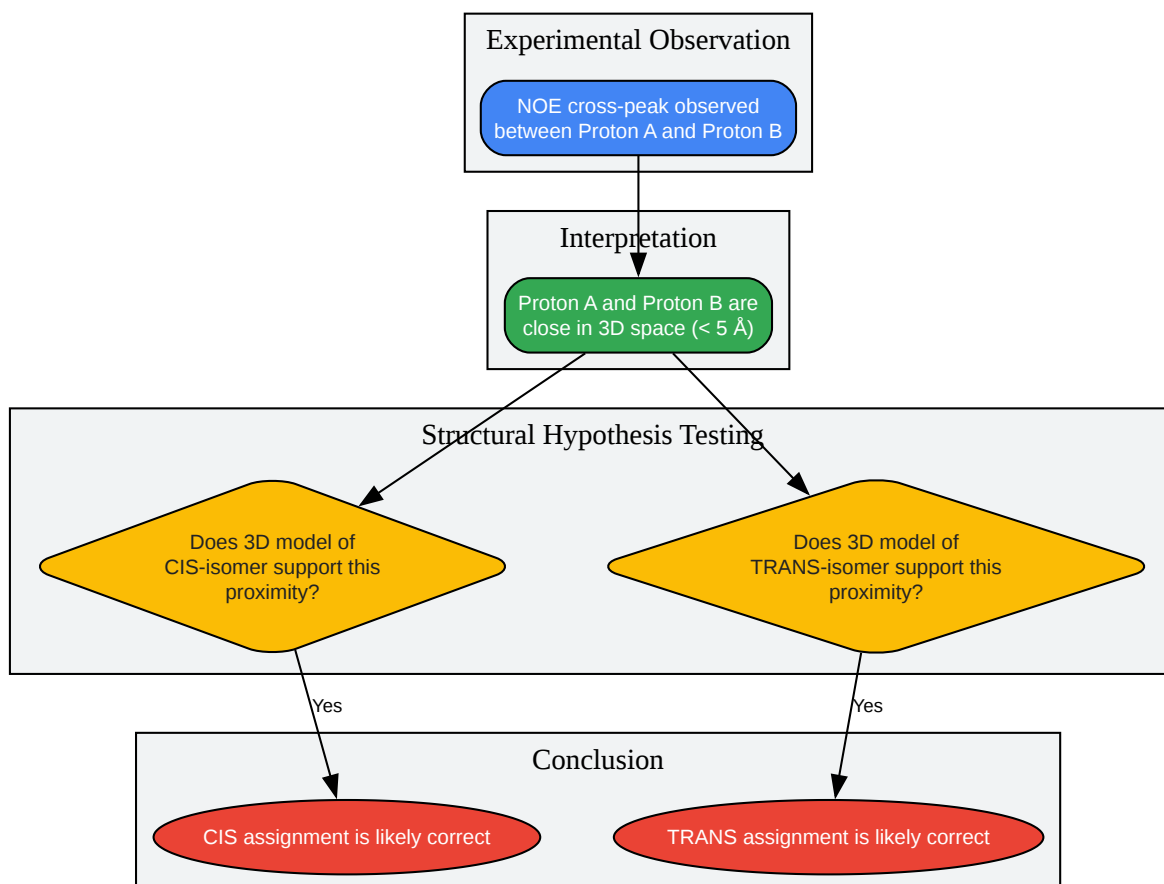 Experimental Observation
NOE cross-peak observed
between Proton A and Proton B
Interpretation
Proton A and Proton B are
close in 3D space (< 5 Å)
Structural Hypothesis Testing
Does 3D model of
CIS-isomer support this
proximity?
Does 3D model of
TRANS-isomer support this
proximity?
Yes
Yes
Conclusion
CIS assignment is likely correct
TRANS assignment is likely correct